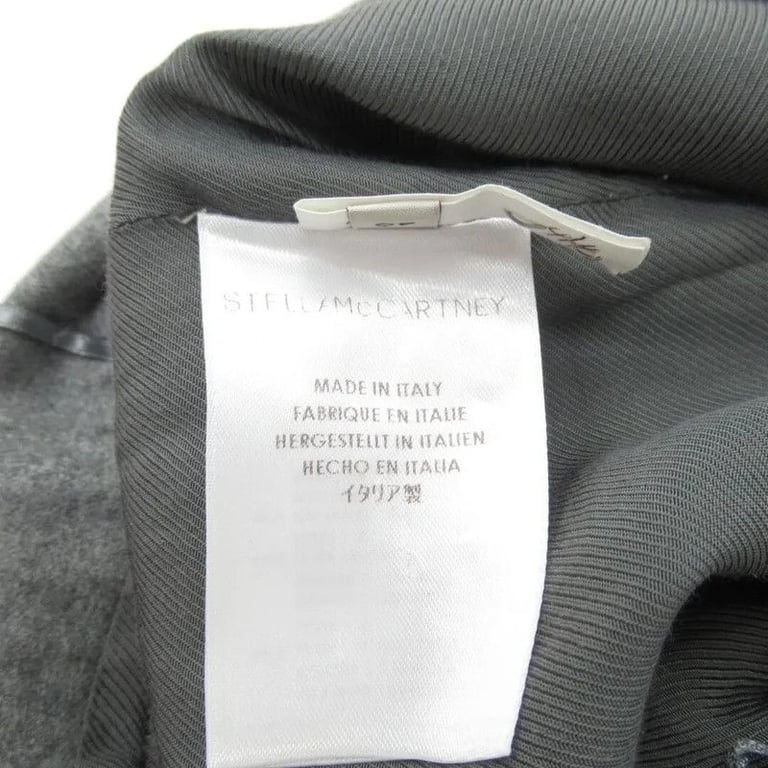 STELLA McCARTNEY
MADE IN ITALY
FABRIQUE EN ITALIE
HERGESTELLT IN ITALIEN
HECHO EN ITALIA
イタリア製